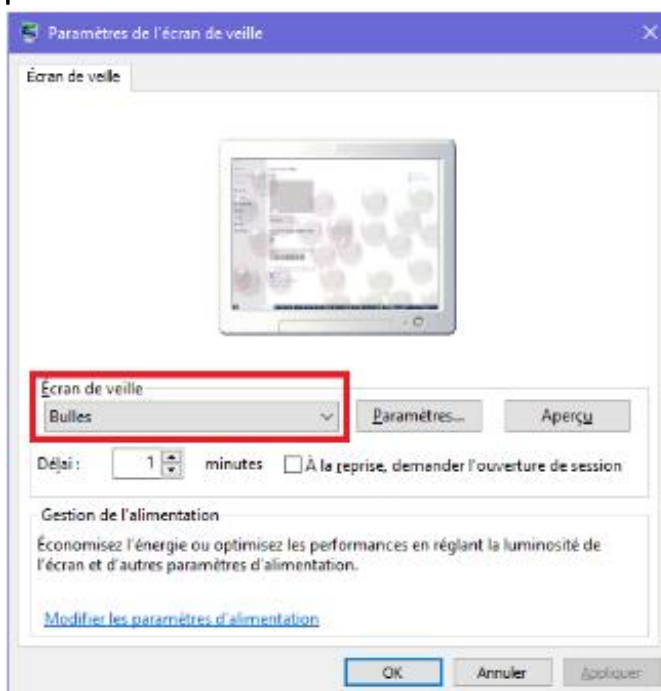 Paramètres de l'écran de veille
Écran de veille
Écran de veille
Bulles
Paramètres...
Aperçu
Délai : 1 minutes À la reprise, demander l'ouverture de session
Gestion de l'alimentation
Économisez l'énergie ou optimisez les performances en réglant la luminosité de
l'écran et d'autres paramètres d'alimentation.
Modifier les paramètres d'alimentation
OK
Annuler
Appliquer